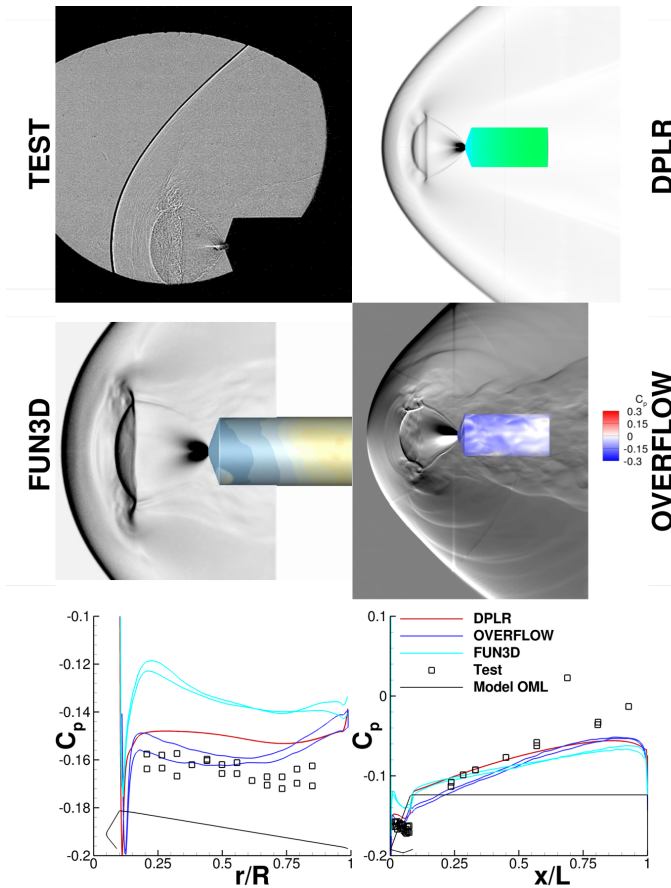 TEST
DPLR
FUN3D
OVERFLOW
Cp
0.3
0.15
0
-0.15
-0.3
-0.1
-0.12
-0.14
-0.16
-0.18
-0.2
Cp
0
0.25
0.5
0.75
1
r/R
0.1
0
-0.1
-0.2
Cp
DPLR
OVERFLOW
FUN3D
Test
Model OML
0
0.25
0.5
0.75
1
x/L